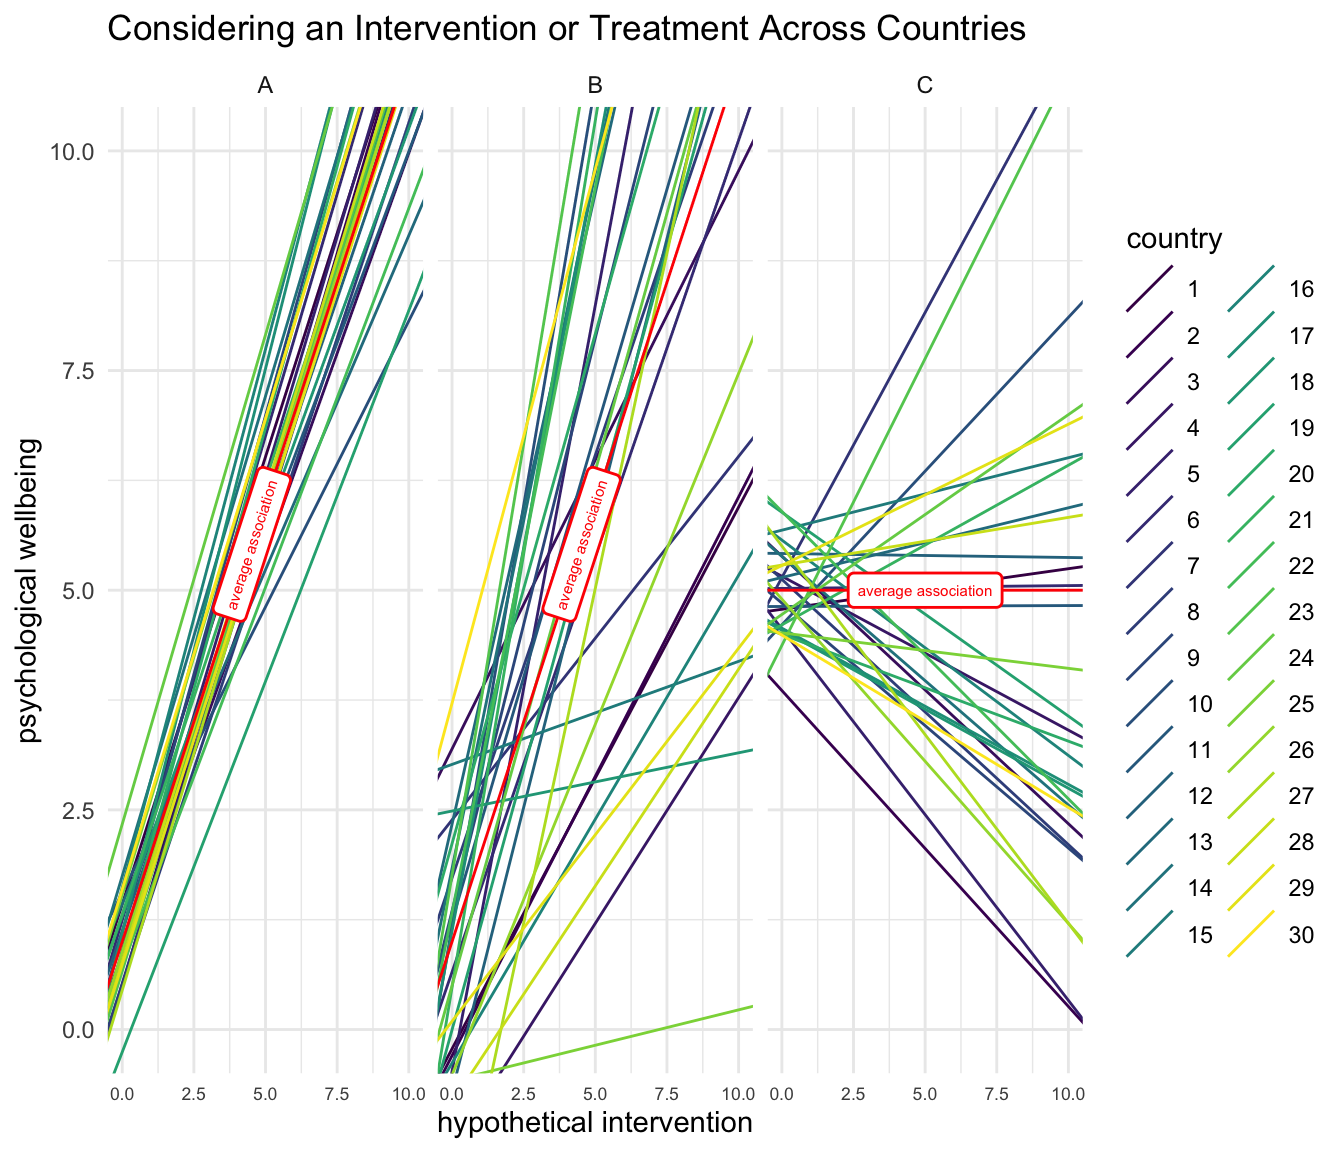 Considering an Intervention or Treatment Across Countries
A B C
10.0
7.5
5.0
2.5
0.0
psychological wellbeing
average association
average association
average association
0.0 2.5 5.0 7.5 10.0 0.0 2.5 5.0 7.5 10.0 0.0 2.5 5.0 7.5 10.0
hypothetical intervention
country
1 16
2 17
3 18
4 19
5 20
6 21
7 22
8 23
9 24
10 25
11 26
12 27
13 28
14 29
15 30